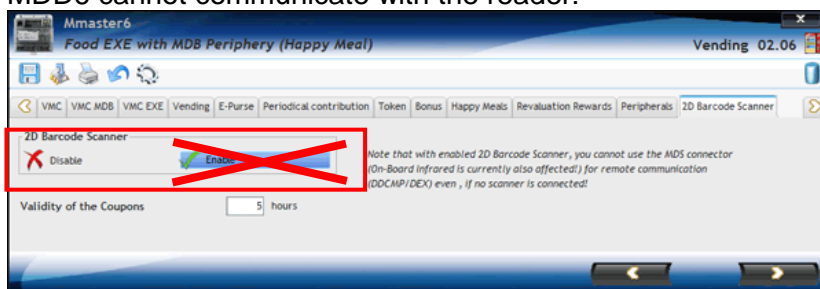 MDDC cannot communicate with the reader.
Mmaster6
Food EXE with MDB Periphery (Happy Meal)
Vending 02.06
VMC VMC MDB VMC EXE Vending E-Purse Periodical contribution Token Bonus Happy Meals Revaluation Rewards Peripherals 2D Barcode Scanner
2D Barcode Scanner
Disable Enable
Note that with enabled 2D Barcode Scanner, you cannot use the MDS connector
(On-Board Infrared is currently also affected!) for remote communication
(DDCMP/DEX) even , if no scanner is connected!
Validity of the Coupons 5 hours